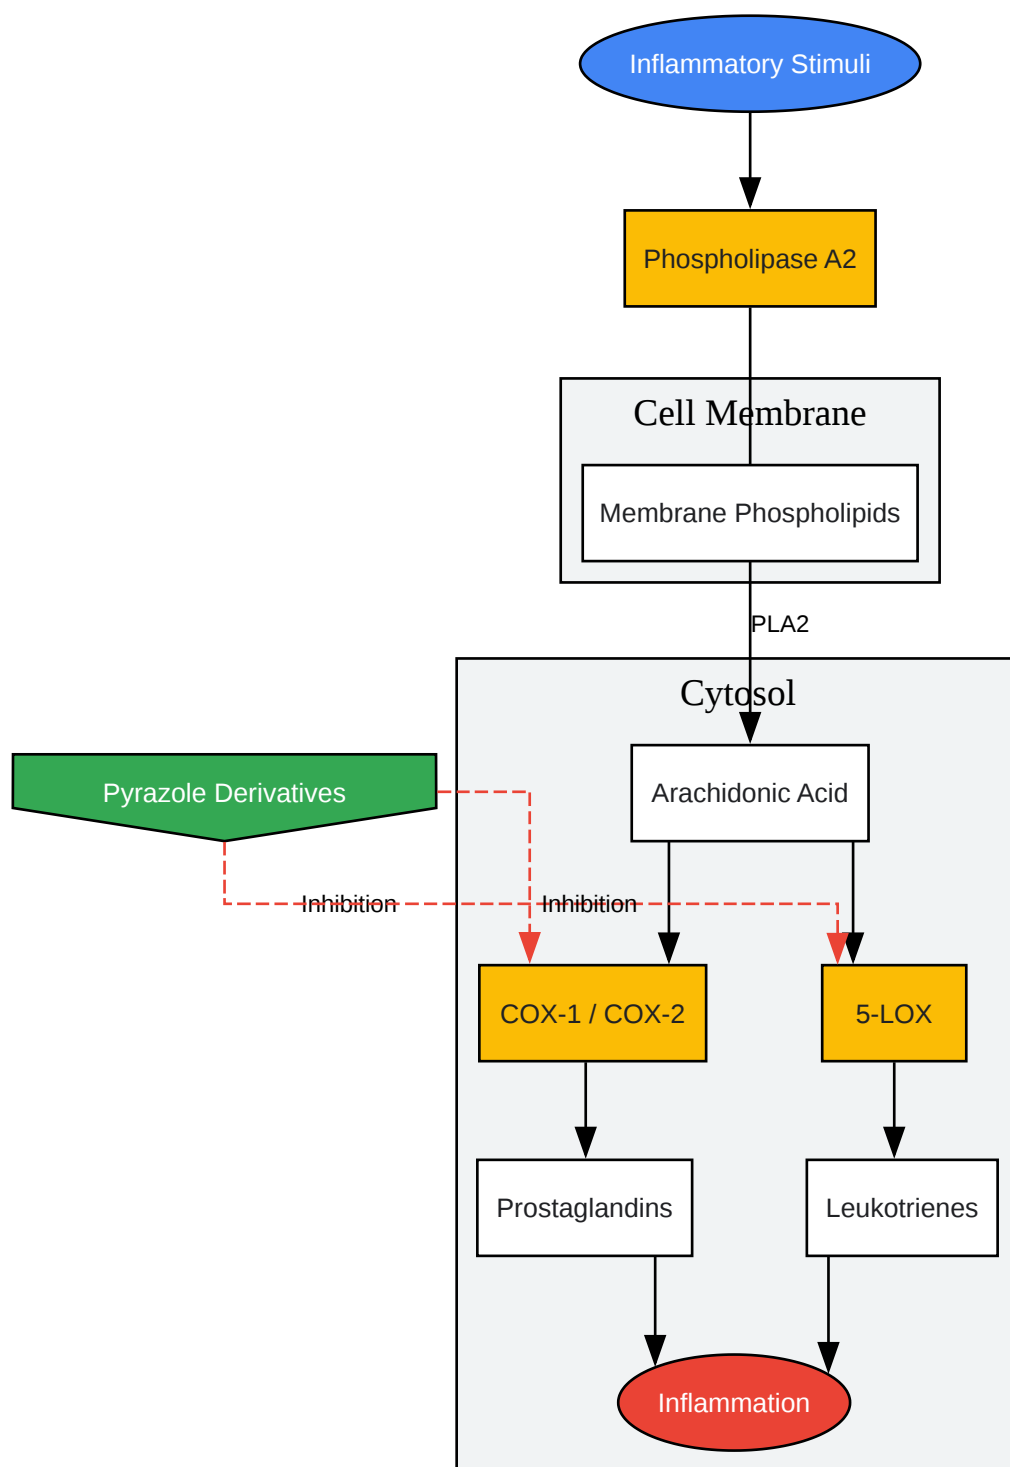 Inflammatory Stimuli
Phospholipase A2
Cell Membrane
Membrane Phospholipids
PLA2
Cytosol
Pyrazole Derivatives
Arachidonic Acid
Inhibition
Inhibition
COX-1 / COX-2
5-LOX
Prostaglandins
Leukotrienes
Inflammation